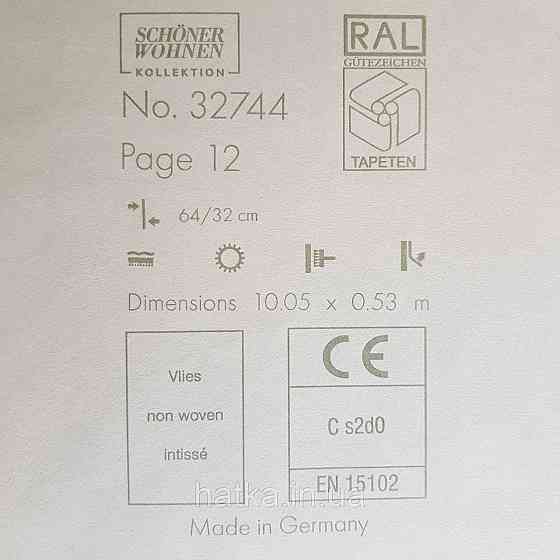 SCHÖNER
WOHNEN
KOLLEKTION
RAL
GÜTEZEICHEN
TAPETEN
No. 32744
Page 12
64/32 cm
Dimensions 10.05 x 0.53 m
Vlies
non woven
intissé
CE
C s2d0
EN 15102
hatka.in.ua
Made in Germany